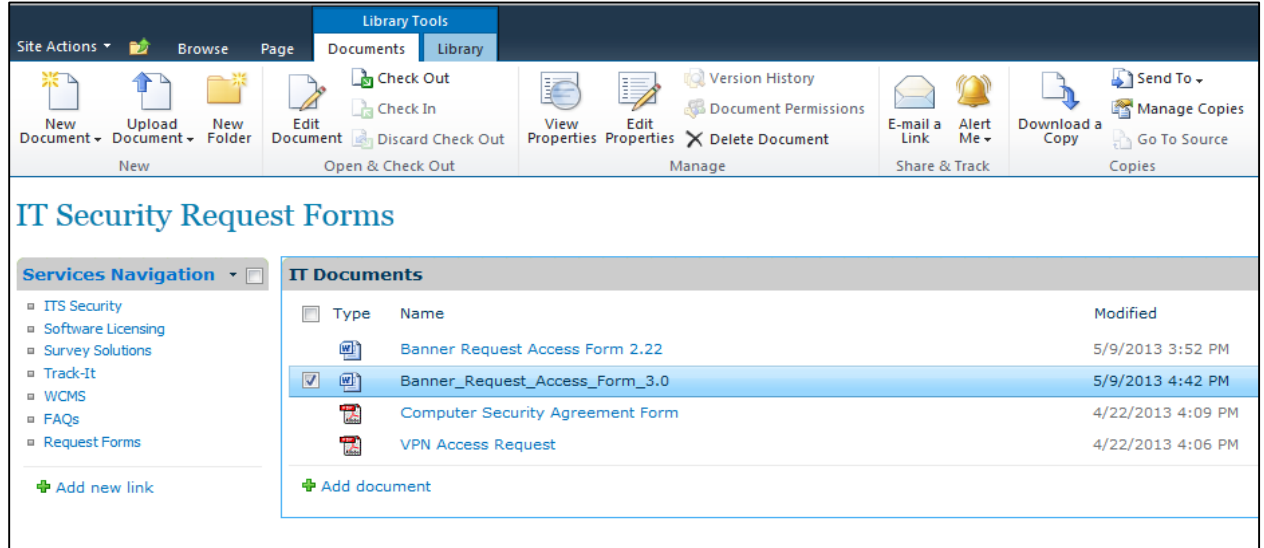 Library Tools
Site Actions Browse Page Documents Library
New Document
Upload Document
New Folder
New
Edit Document
Check Out
Check In
Discard Check Out
Open & Check Out
View Properties
Edit Properties
Version History
Document Permissions
Delete Document
Manage
E-mail a Link
Alert Me
Share & Track
Download a Copy
Send To
Manage Copies
Go To Source
Copies
IT Security Request Forms
Services Navigation
ITS Security
Software Licensing
Survey Solutions
Track-It
WCMS
FAQs
Request Forms
Add new link
IT Documents
Type Name Modified
Banner Request Access Form 2.22 5/9/2013 3:52 PM
Banner_Request_Access_Form_3.0 5/9/2013 4:42 PM
Computer Security Agreement Form 4/22/2013 4:09 PM
VPN Access Request 4/22/2013 4:06 PM
Add document